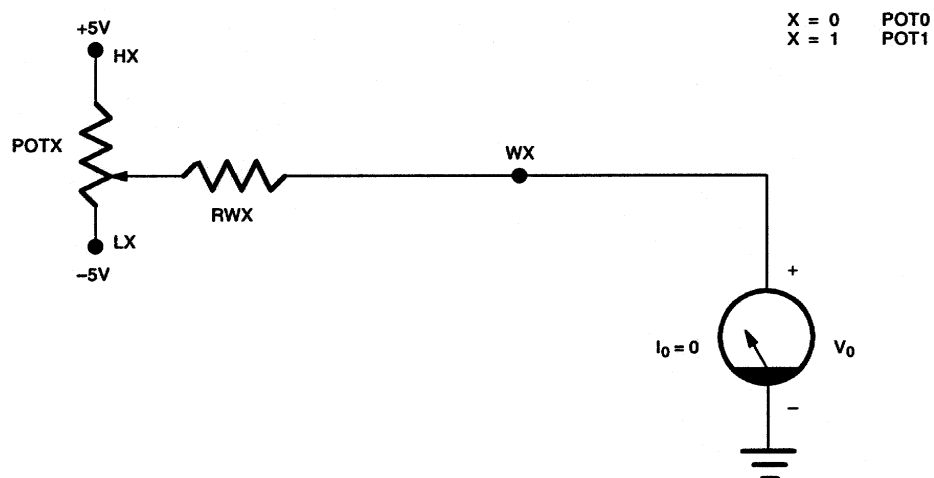 X = 0 POT0
X = 1 POT1
+5V
HX
POTX
WX
RWX
LX
–5V
+
I₀ = 0
V₀
–